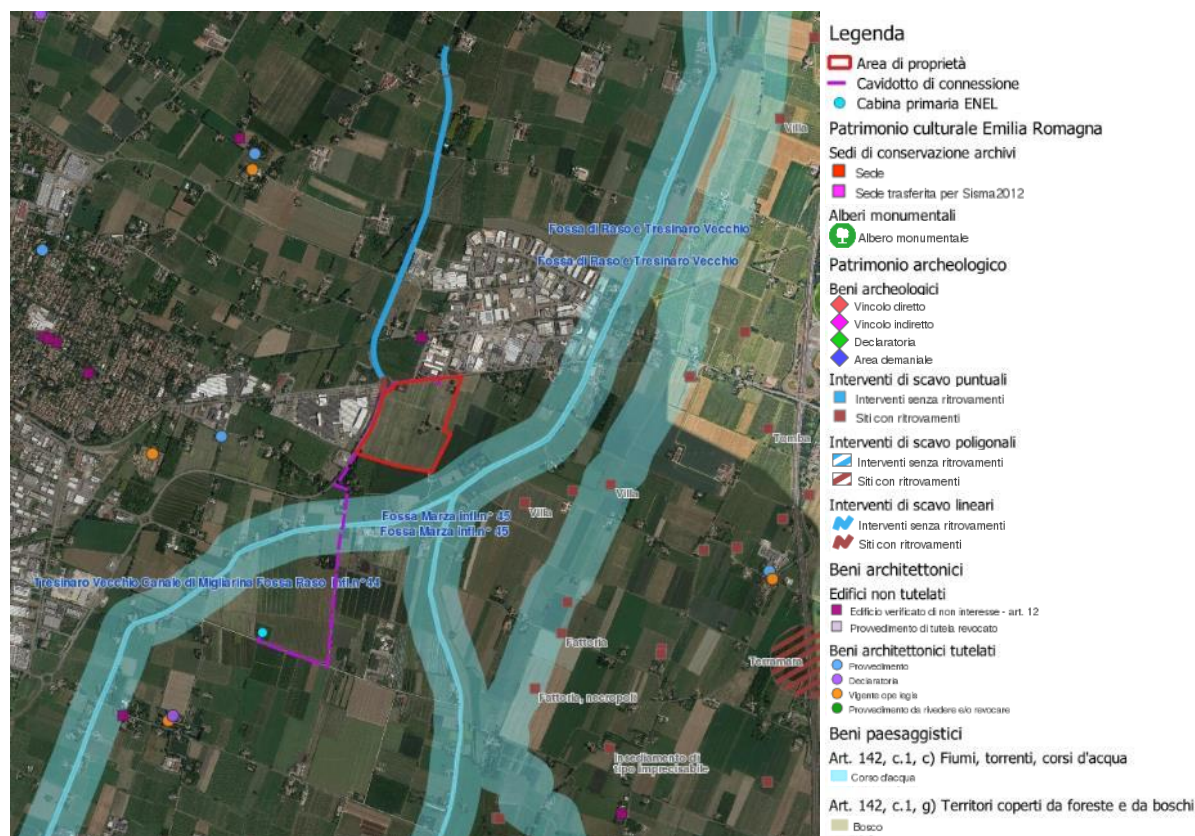 Villa
Fossa di Raso e Tresinaro Vecchio
Fossa di Raso e Tresinaro Vecchio
Tomba
Villa
Villa
Fossa Marza infl.n° 45
Fossa Marza infl.n° 45
Tresinaro Vecchio Canale di Migliarina Fossa Raso infl.n°44
Fattoria
Terramara
Fattoria, necropoli
Insediamento di
tipo imprecisabile
Legenda
Area di proprietà
Cavidotto di connessione
Cabina primaria ENEL
Patrimonio culturale Emilia Romagna
Sedi di conservazione archivi
Sede
Sede trasferita per Sisma2012
Alberi monumentali
Albero monumentale
Patrimonio archeologico
Beni archeologici
Vincolo diretto
Vincolo indiretto
Declaratoria
Area demaniale
Interventi di scavo puntuali
Interventi senza ritrovamenti
Siti con ritrovamenti
Interventi di scavo poligonali
Interventi senza ritrovamenti
Siti con ritrovamenti
Interventi di scavo lineari
Interventi senza ritrovamenti
Siti con ritrovamenti
Beni architettonici
Edifici non tutelati
Edificio verificato di non interesse - art. 12
Provvedimento di tutela revocato
Beni architettonici tutelati
Provvedimento
Declaratoria
Vigente ope legis
Provvedimento da rivedere e/o revocare
Beni paesaggistici
Art. 142, c.1, c) Fiumi, torrenti, corsi d'acqua
Corso d'acqua
Art. 142, c.1, g) Territori coperti da foreste e da boschi
Bosco